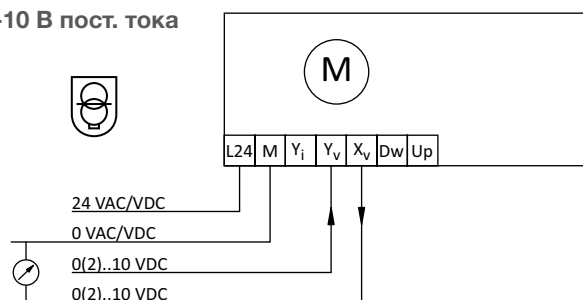 -10 В пост. тока
M
L24 M Yi Yv Xv Dw Up
24 VAC/VDC
0 VAC/VDC
0(2)..10 VDC
0(2)..10 VDC